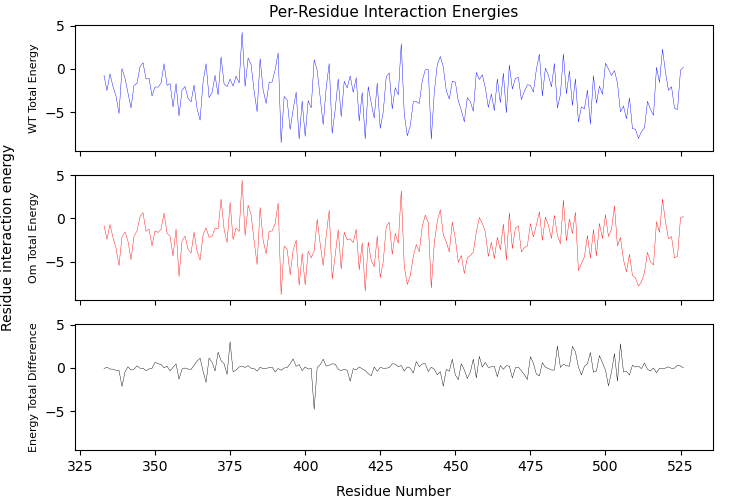 Per-Residue Interaction Energies
5
0
−5
WT Total Energy
5
0
−5
Om Total Energy
Residue interaction energy
5
0
−5
Energy Total Difference
325 350 375 400 425 450 475 500 525
Residue Number